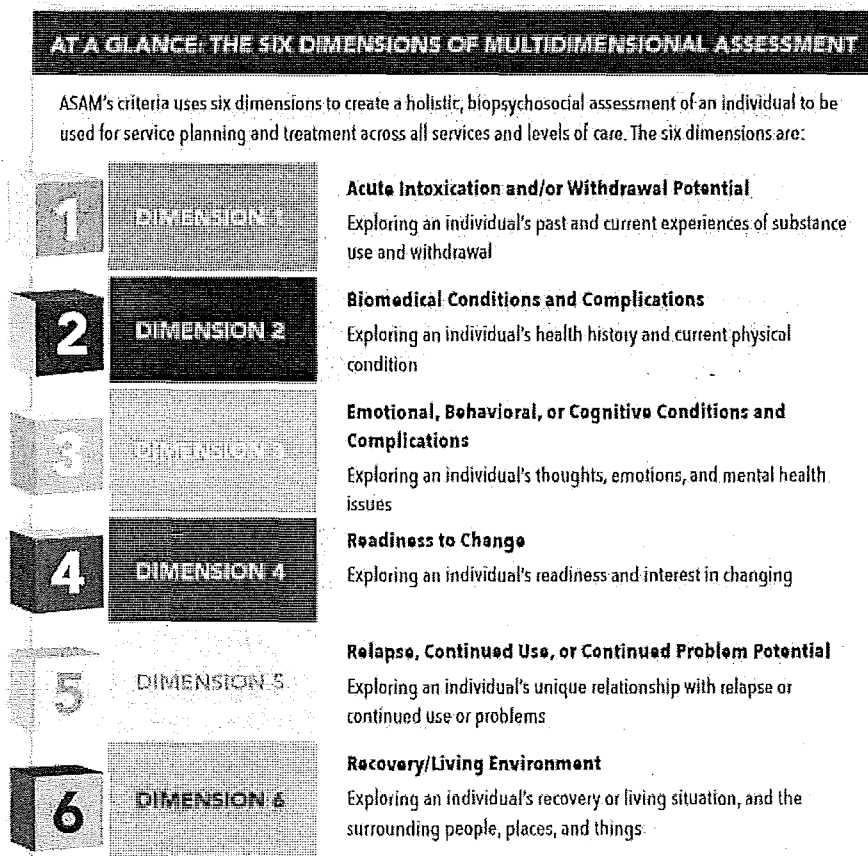 AT A GLANCE: THE SIX DIMENSIONS OF MULTIDIMENSIONAL ASSESSMENT
ASAM's criteria uses six dimensions to create a holistic, biopsychosocial assessment of an individual to be
used for service planning and treatment across all services and levels of care. The six dimensions are:
1
DIMENSION 1
Acute Intoxication and/or Withdrawal Potential
Exploring an individual's past and current experiences of substance
use and withdrawal
2
DIMENSION 2
Biomedical Conditions and Complications
Exploring an individual's health history and current physical
condition
3
DIMENSION 3
Emotional, Behavioral, or Cognitive Conditions and
Complications
Exploring an individual's thoughts, emotions, and mental health
issues
4
DIMENSION 4
Readiness to Change
Exploring an individual's readiness and interest in changing
5
DIMENSION 5
Relapse, Continued Use, or Continued Problem Potential
Exploring an individual's unique relationship with relapse or
continued use or problems
6
DIMENSION 6
Recovery/Living Environment
Exploring an individual's recovery or living situation, and the
surrounding people, places, and things